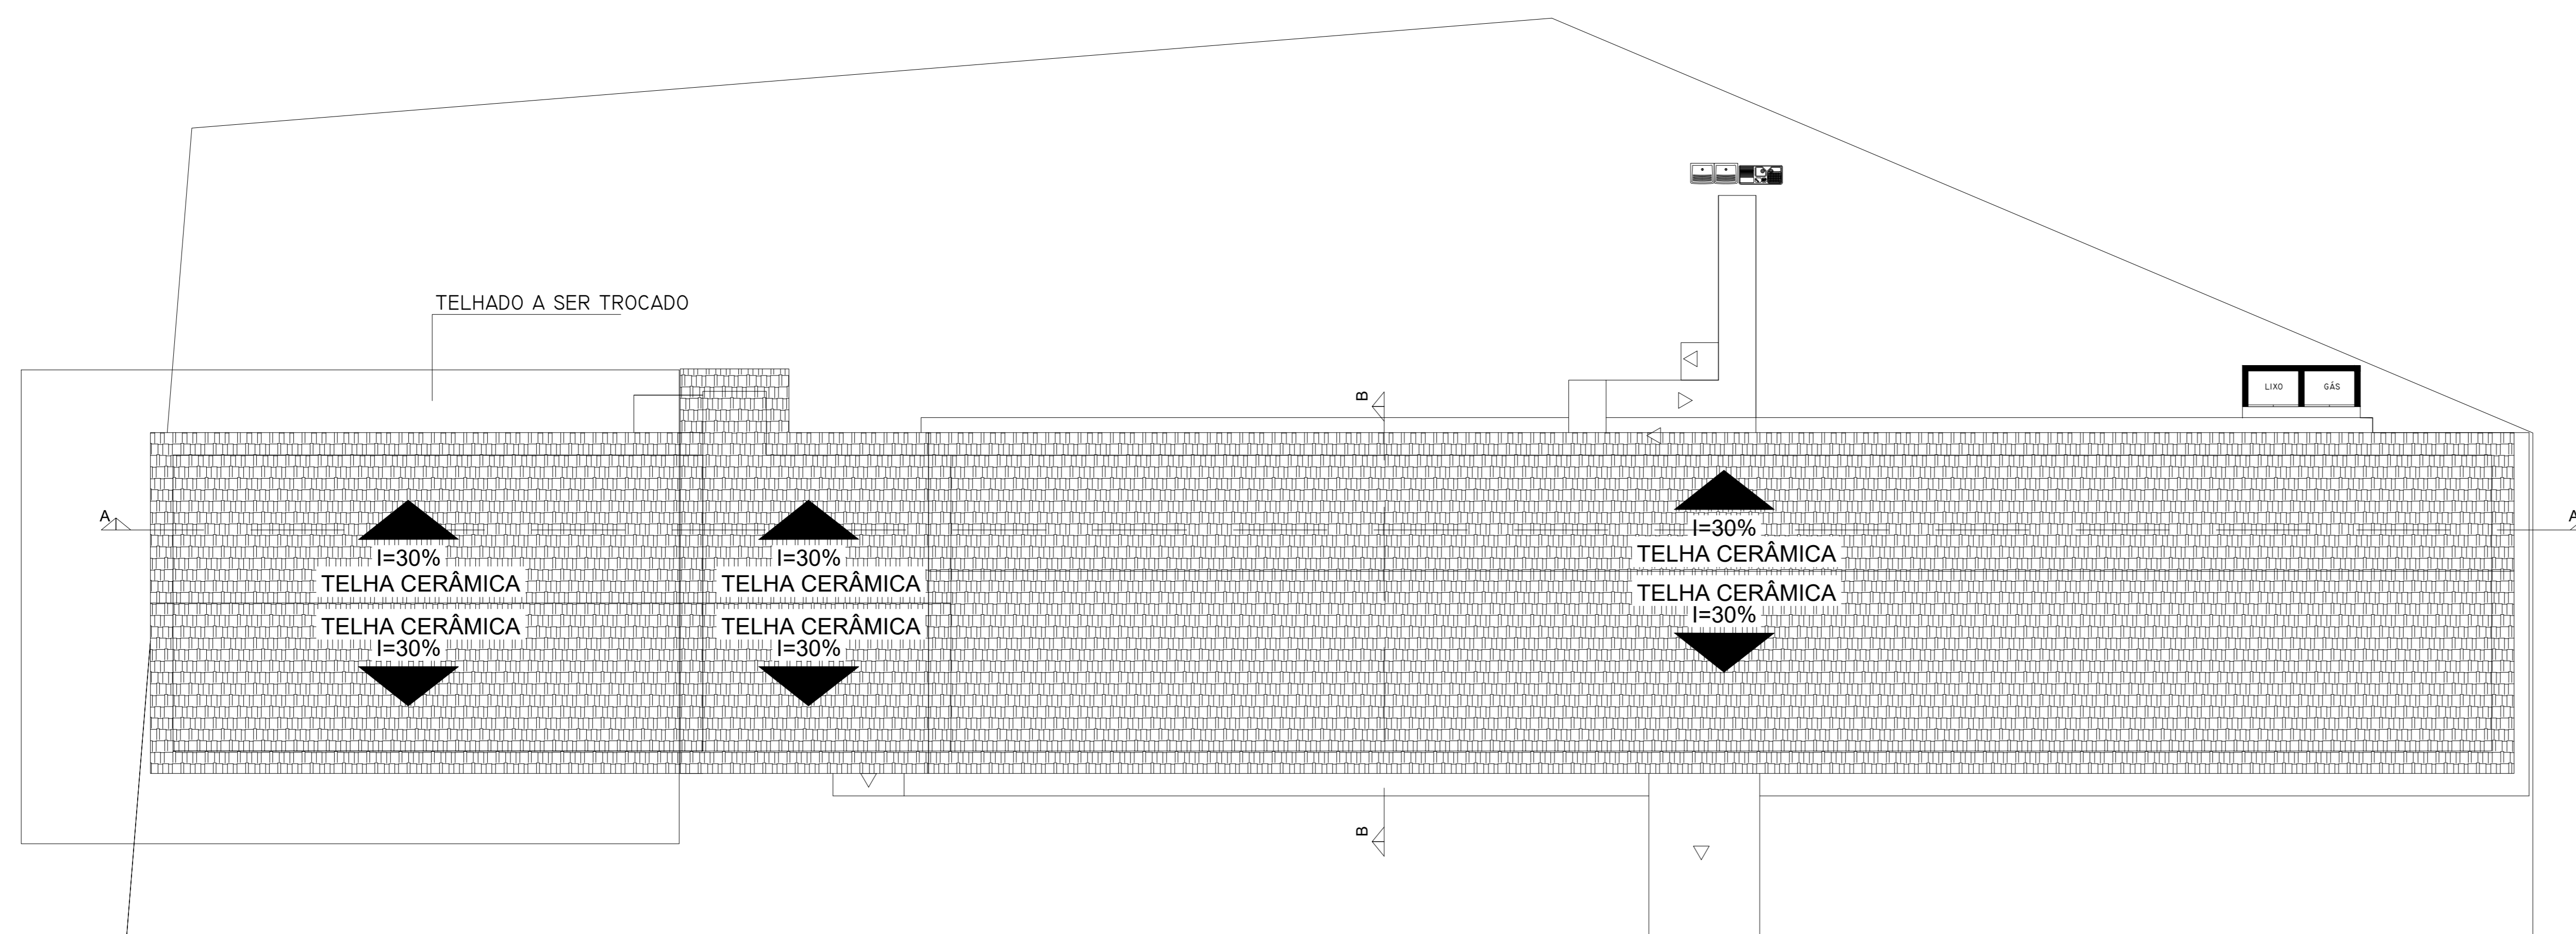 TELHADO A SER TROCADO
LIXO
GÁS
B
A
A
I=30%
TELHA CERÂMICA
TELHA CERÂMICA
I=30%
I=30%
TELHA CERÂMICA
TELHA CERÂMICA
I=30%
I=30%
TELHA CERÂMICA
TELHA CERÂMICA
I=30%
B